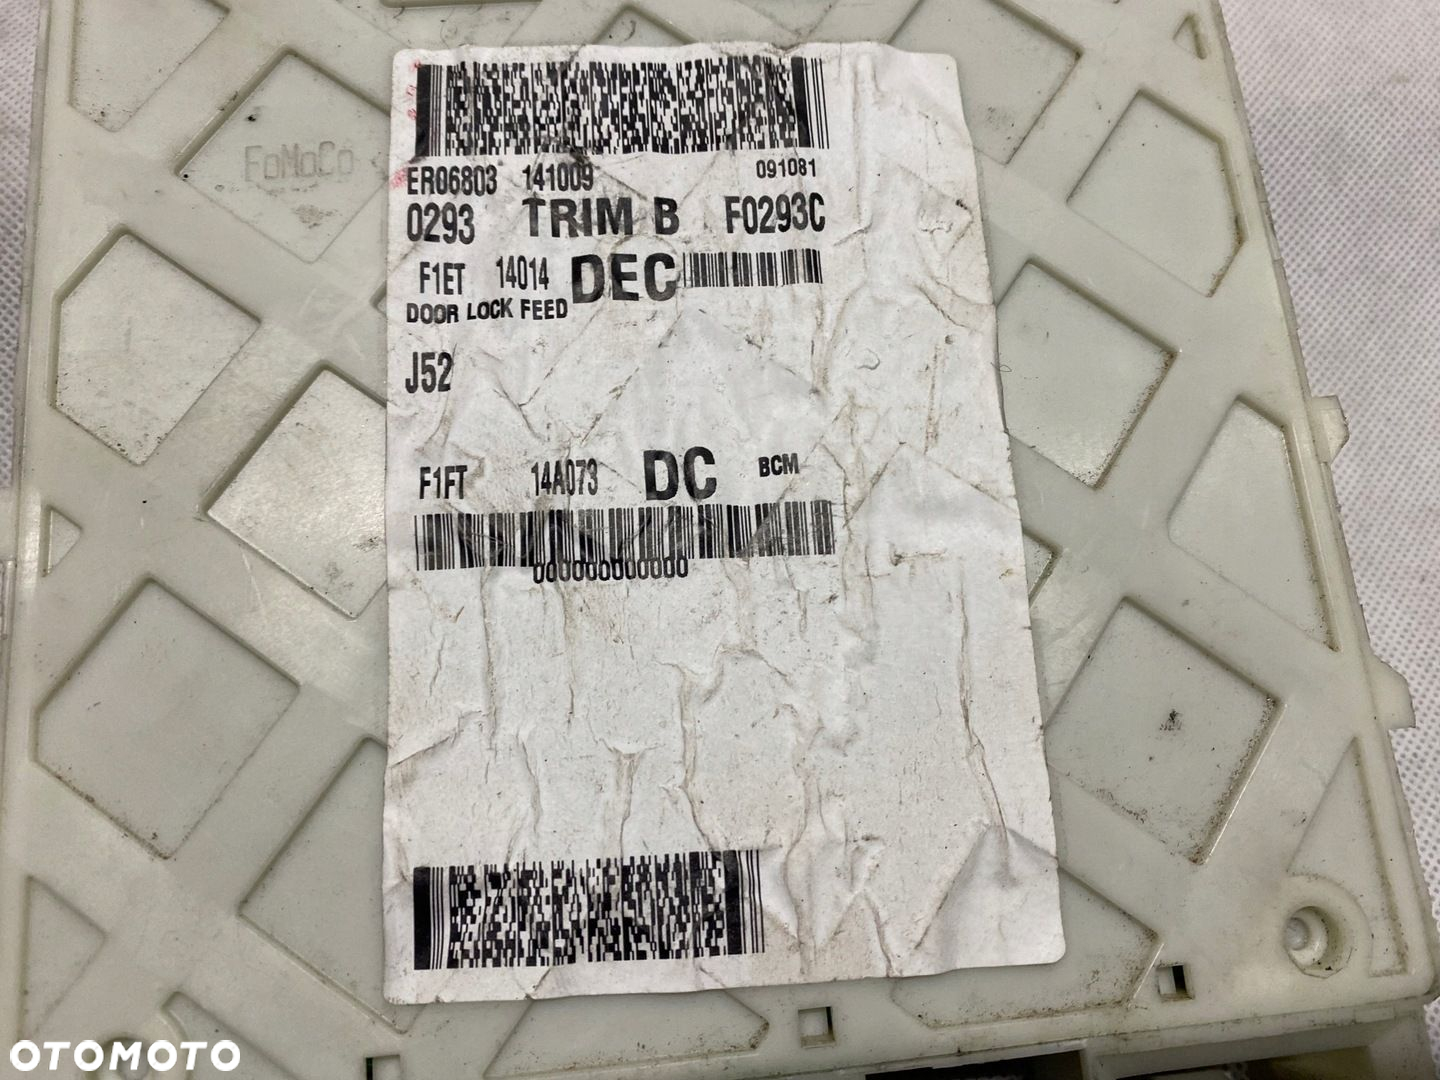 FoMoCo
ER06803 141009 091081
0293 TRIM B F0293C
F1ET 14014 DEC
DOOR LOCK FEED
J52
F1FT 14A073 DC BCM
000000000000
OTOMOTO